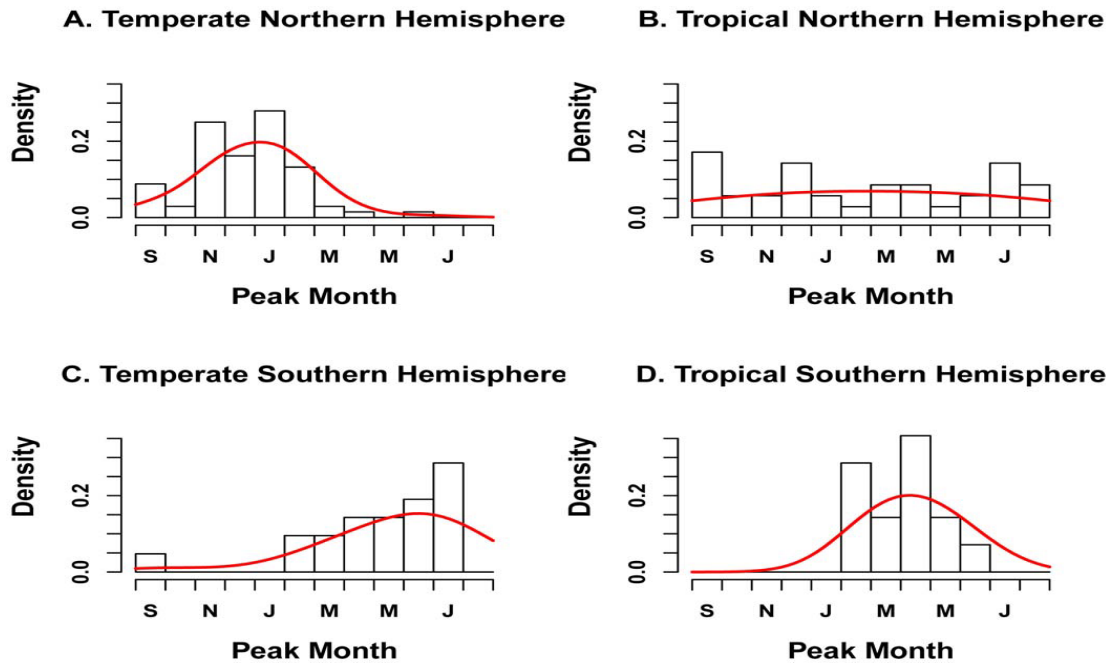 A. Temperate Northern Hemisphere
Density
0.2
0.0
S N J M M J
Peak Month
B. Tropical Northern Hemisphere
Density
0.2
0.0
S N J M M J
Peak Month
C. Temperate Southern Hemisphere
Density
0.2
0.0
S N J M M J
Peak Month
D. Tropical Southern Hemisphere
Density
0.2
0.0
S N J M M J
Peak Month